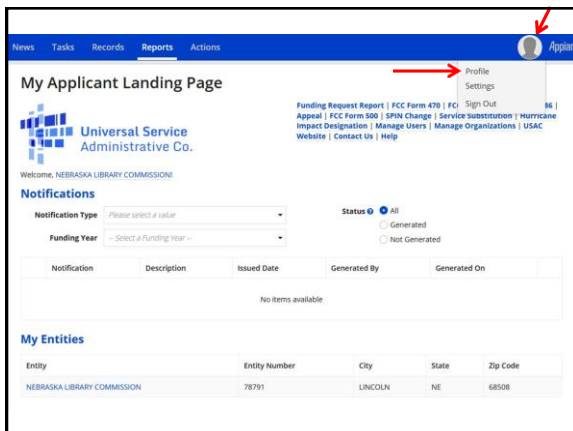 News Tasks Records Reports Actions
Appian
Profile
Settings
Sign Out
My Applicant Landing Page
Universal Service
Administrative Co.
Funding Request Report | FCC Form 470 | FC 86 |
Appeal | FCC Form 500 | SPIN Change | Service Substitution | Hurricane
Impact Designation | Manage Users | Manage Organizations | USAC
Website | Contact Us | Help
Welcome, NEBRASKA LIBRARY COMMISSION!
Notifications
Notification Type Please select a value
Funding Year -- Select a Funding Year --
Status All
Generated
Not Generated
Notification Description Issued Date Generated By Generated On
No items available
My Entities
Entity Entity Number City State Zip Code
NEBRASKA LIBRARY COMMISSION 78791 LINCOLN NE 68508